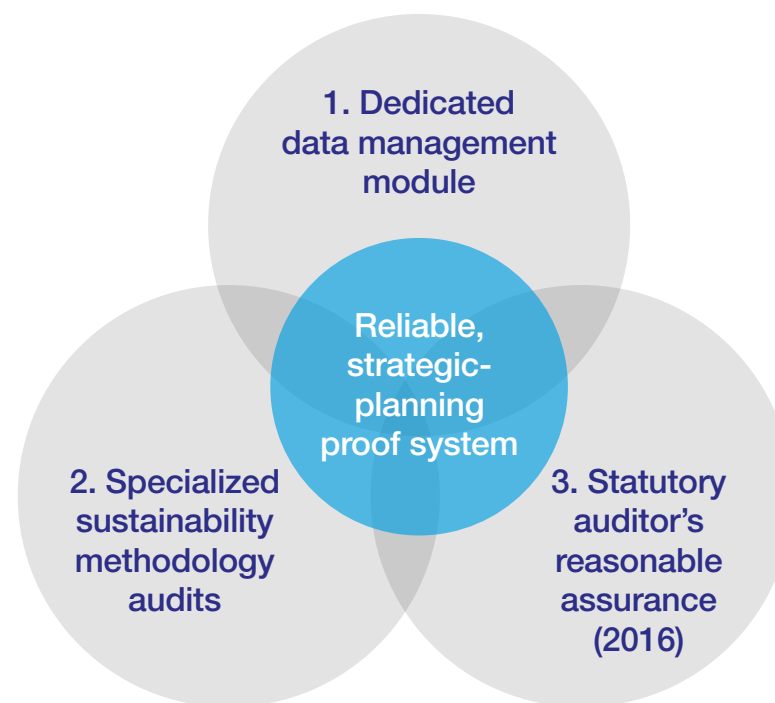 1. Dedicated
data management
module
Reliable,
strategic-
planning
proof system
2. Specialized
sustainability
methodology
audits
3. Statutory
auditor’s
reasonable
assurance
(2016)